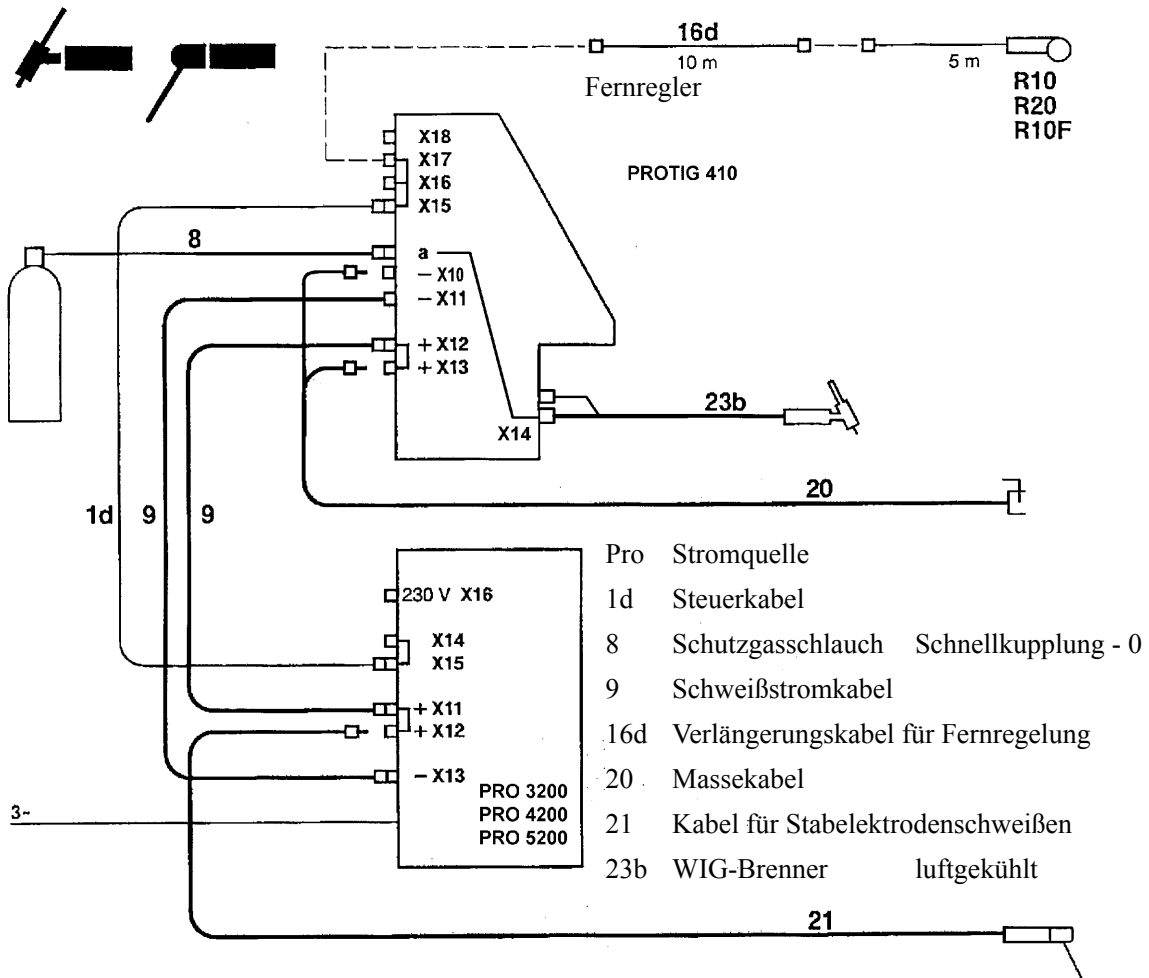 16d
10 m
5 m
Fernregler
R10
R20
R10F
PROTIG 410
X18
X17
X16
X15
8
a
– X10
– X11
+ X12
+ X13
X14
23b
20
1d
9
9
230 V X16
X14
X15
+ X11
+ X12
– X13
3~
PRO 3200
PRO 4200
PRO 5200
Pro Stromquelle
1d Steuerkabel
8 Schutzgasschlauch Schnellkupplung - 0
9 Schweißstromkabel
16d Verlängerungskabel für Fernregelung
20 Massekabel
21 Kabel für Stabelektrodenschweißen
23b WIG-Brenner luftgekühlt
21